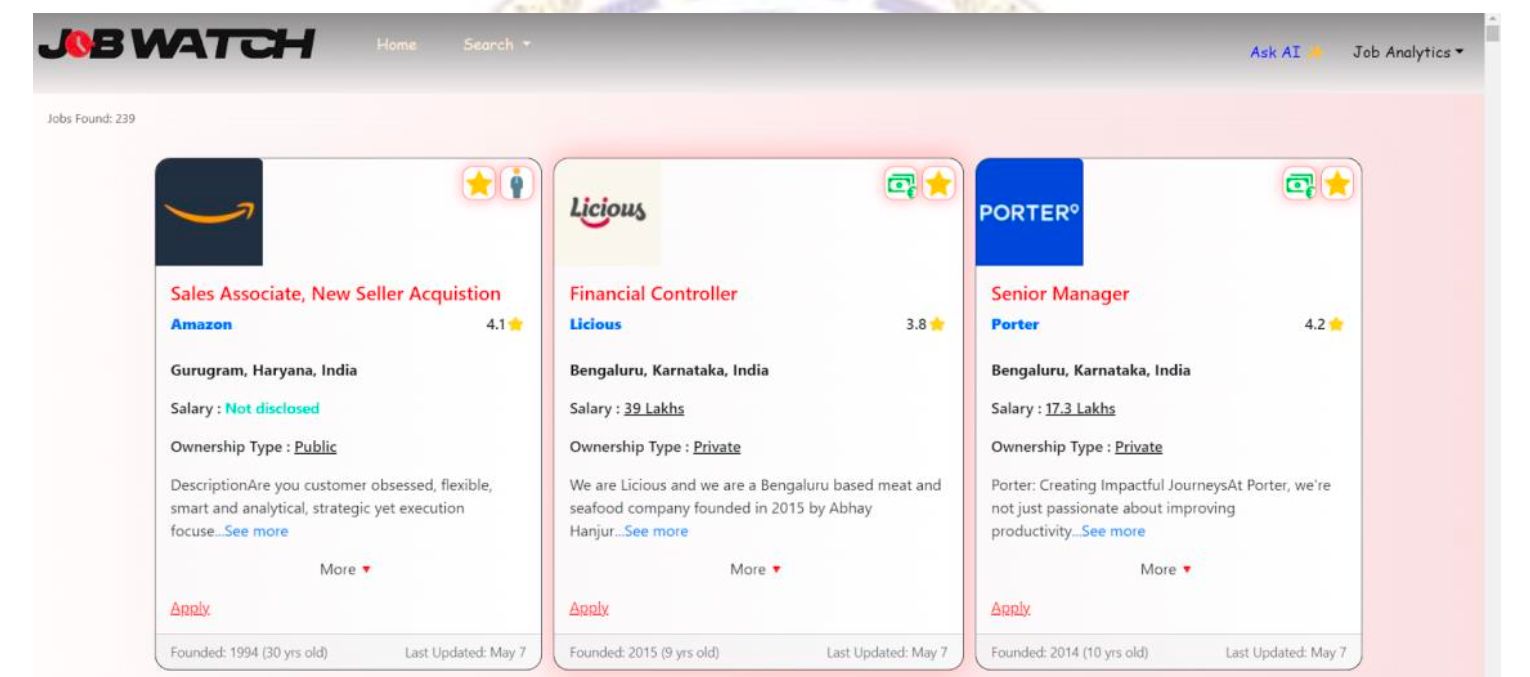 JOB WATCH
Home
Search
Ask AI
Job Analytics
Jobs Found: 239
Sales Associate, New Seller Acquistion
Amazon
4.1
Gurugram, Haryana, India
Salary : Not disclosed
Ownership Type : Public
DescriptionAre you customer obsessed, flexible,
smart and analytical, strategic yet execution
focuse...See more
More
Apply
Founded: 1994 (30 yrs old)
Last Updated: May 7
Licious
Financial Controller
Licious
3.8
Bengaluru, Karnataka, India
Salary : 39 Lakhs
Ownership Type : Private
We are Licious and we are a Bengaluru based meat and
seafood company founded in 2015 by Abhay
Hanjur...See more
More
Apply
Founded: 2015 (9 yrs old)
Last Updated: May 7
PORTER
Senior Manager
Porter
4.2
Bengaluru, Karnataka, India
Salary : 17.3 Lakhs
Ownership Type : Private
Porter: Creating Impactful JourneysAt Porter, we're
not just passionate about improving
productivity...See more
More
Apply
Founded: 2014 (10 yrs old)
Last Updated: May 7